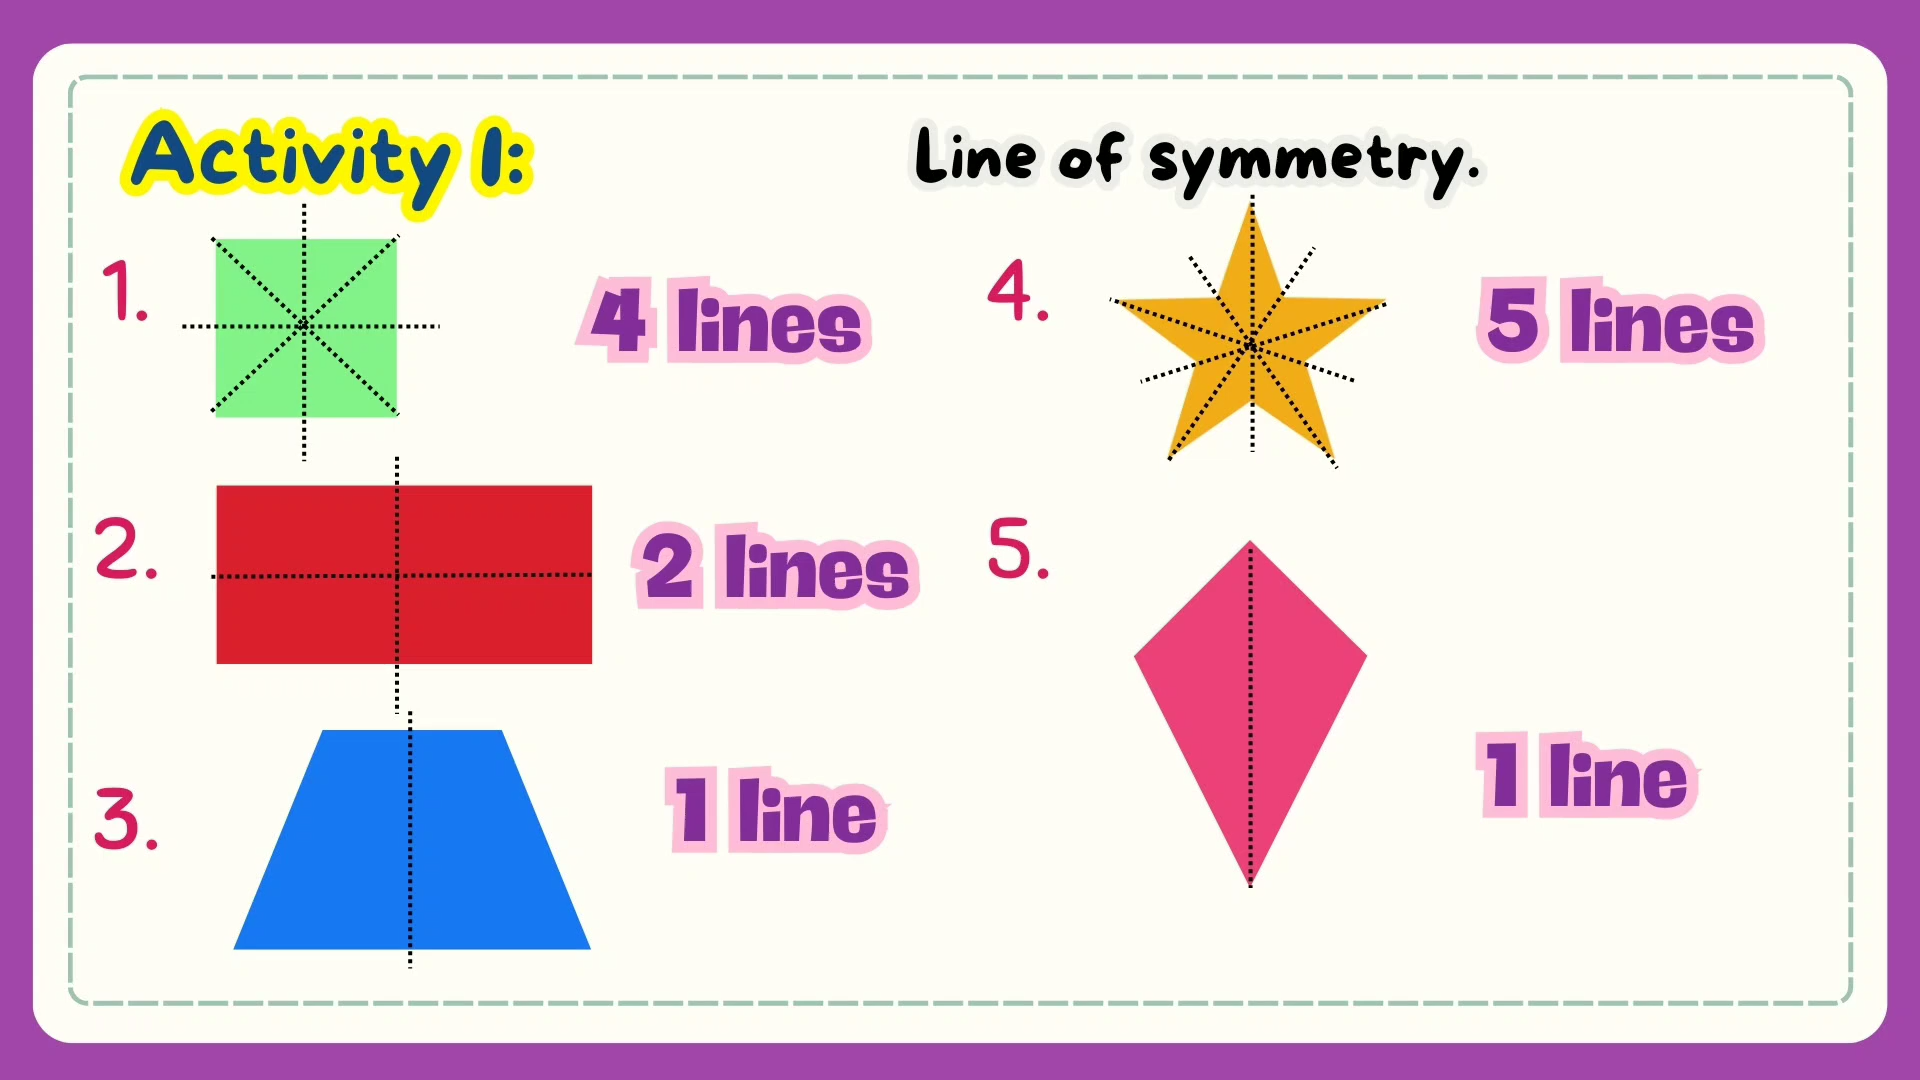 Activity 1:
Line of symmetry.
1.
4 lines
2.
2 lines
3.
1 line
4.
5 lines
5.
1 line